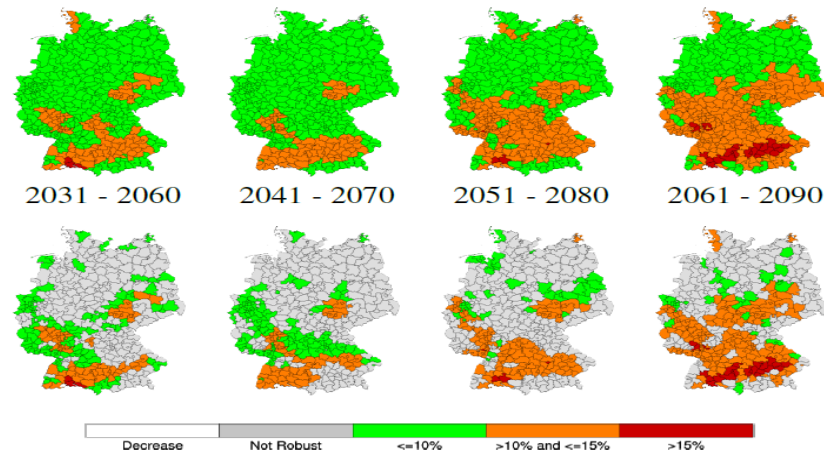 2031 - 2060 2041 - 2070 2051 - 2080 2061 - 2090
Decrease Not Robust <=10% >10% and <=15% >15%